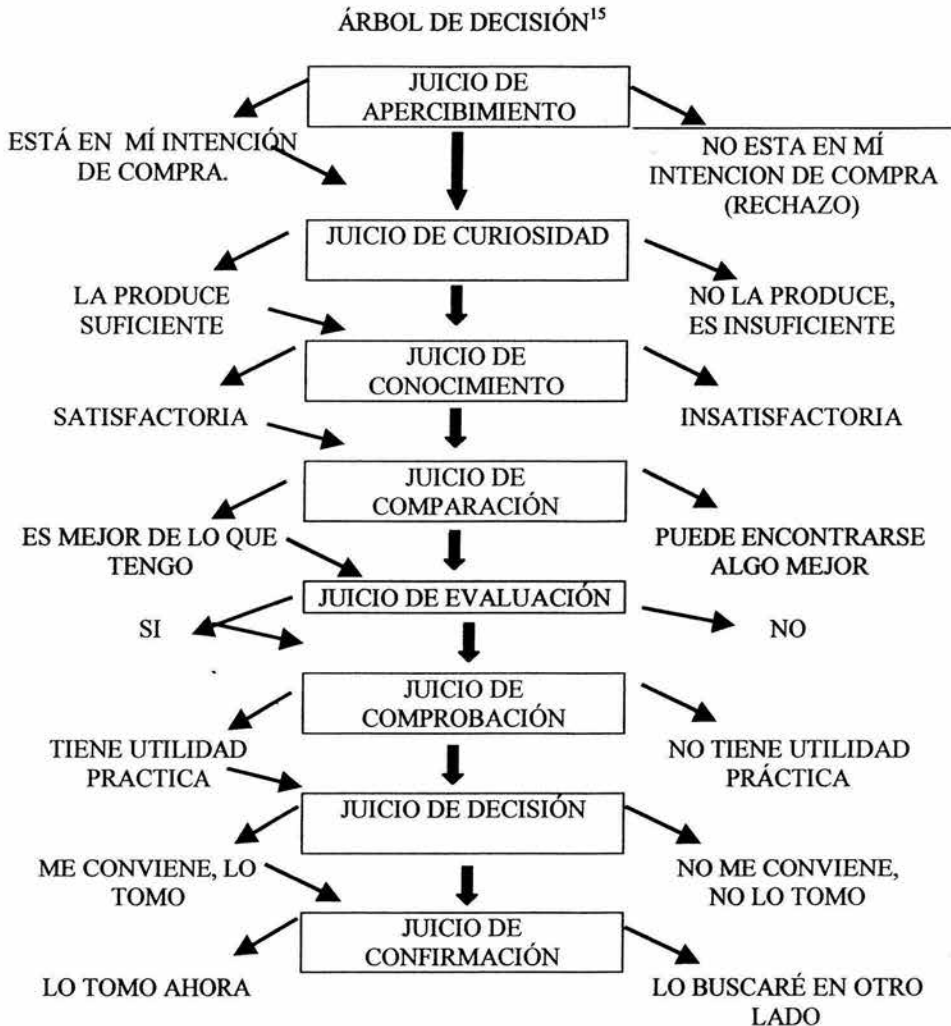 ÁRBOL DE DECISIÓN15
JUICIO DE
APERCIBIMIENTO
ESTÁ EN MÍ INTENCIÓN
DE COMPRA.
NO ESTA EN MÍ
INTENCION DE COMPRA
(RECHAZO)
JUICIO DE CURIOSIDAD
LA PRODUCE
SUFICIENTE
NO LA PRODUCE,
ES INSUFICIENTE
JUICIO DE
CONOCIMIENTO
SATISFACTORIA
INSATISFACTORIA
JUICIO DE
COMPARACIÓN
ES MEJOR DE LO QUE
TENGO
PUEDE ENCONTRARSE
ALGO MEJOR
JUICIO DE EVALUACIÓN
SI
NO
JUICIO DE
COMPROBACIÓN
TIENE UTILIDAD
PRACTICA
NO TIENE UTILIDAD
PRÁCTICA
JUICIO DE DECISIÓN
ME CONVIENE, LO
TOMO
NO ME CONVIENE,
NO LO TOMO
JUICIO DE
CONFIRMACIÓN
LO TOMO AHORA
LO BUSCARÉ EN OTRO
LADO